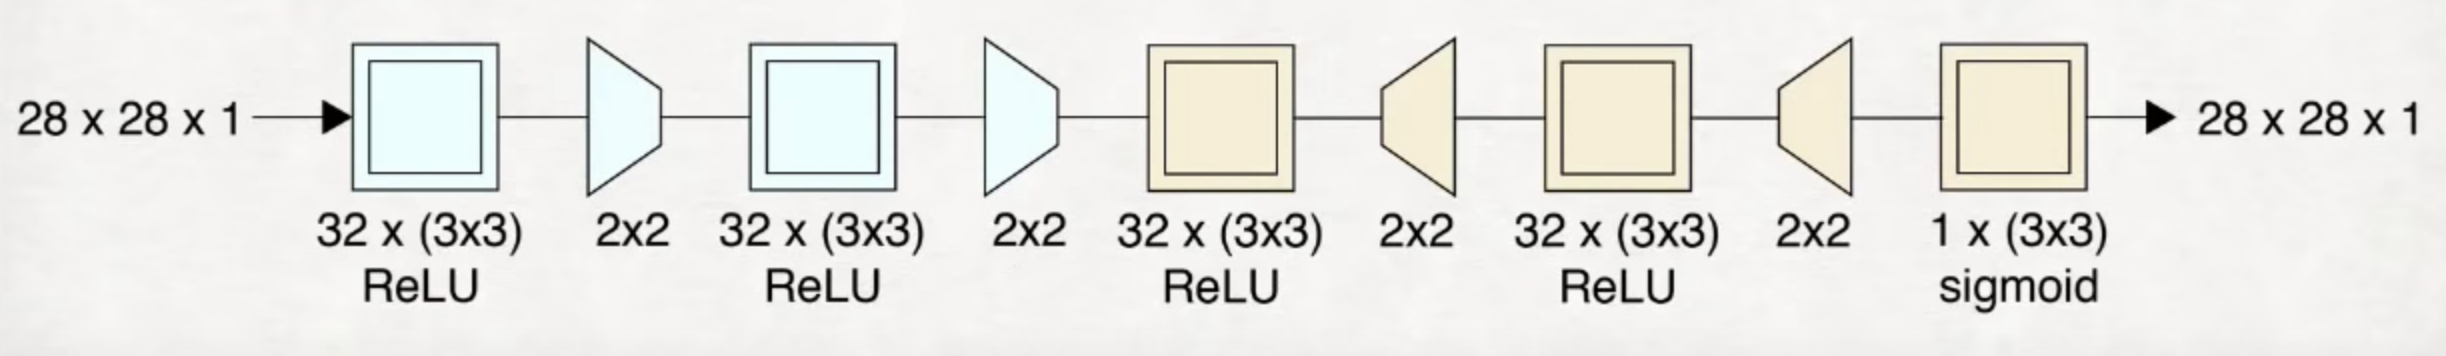 28 x 28 x 1
32 x (3x3)
ReLU
2x2
32 x (3x3)
ReLU
2x2
32 x (3x3)
ReLU
2x2
32 x (3x3)
ReLU
2x2
1 x (3x3)
sigmoid
28 x 28 x 1